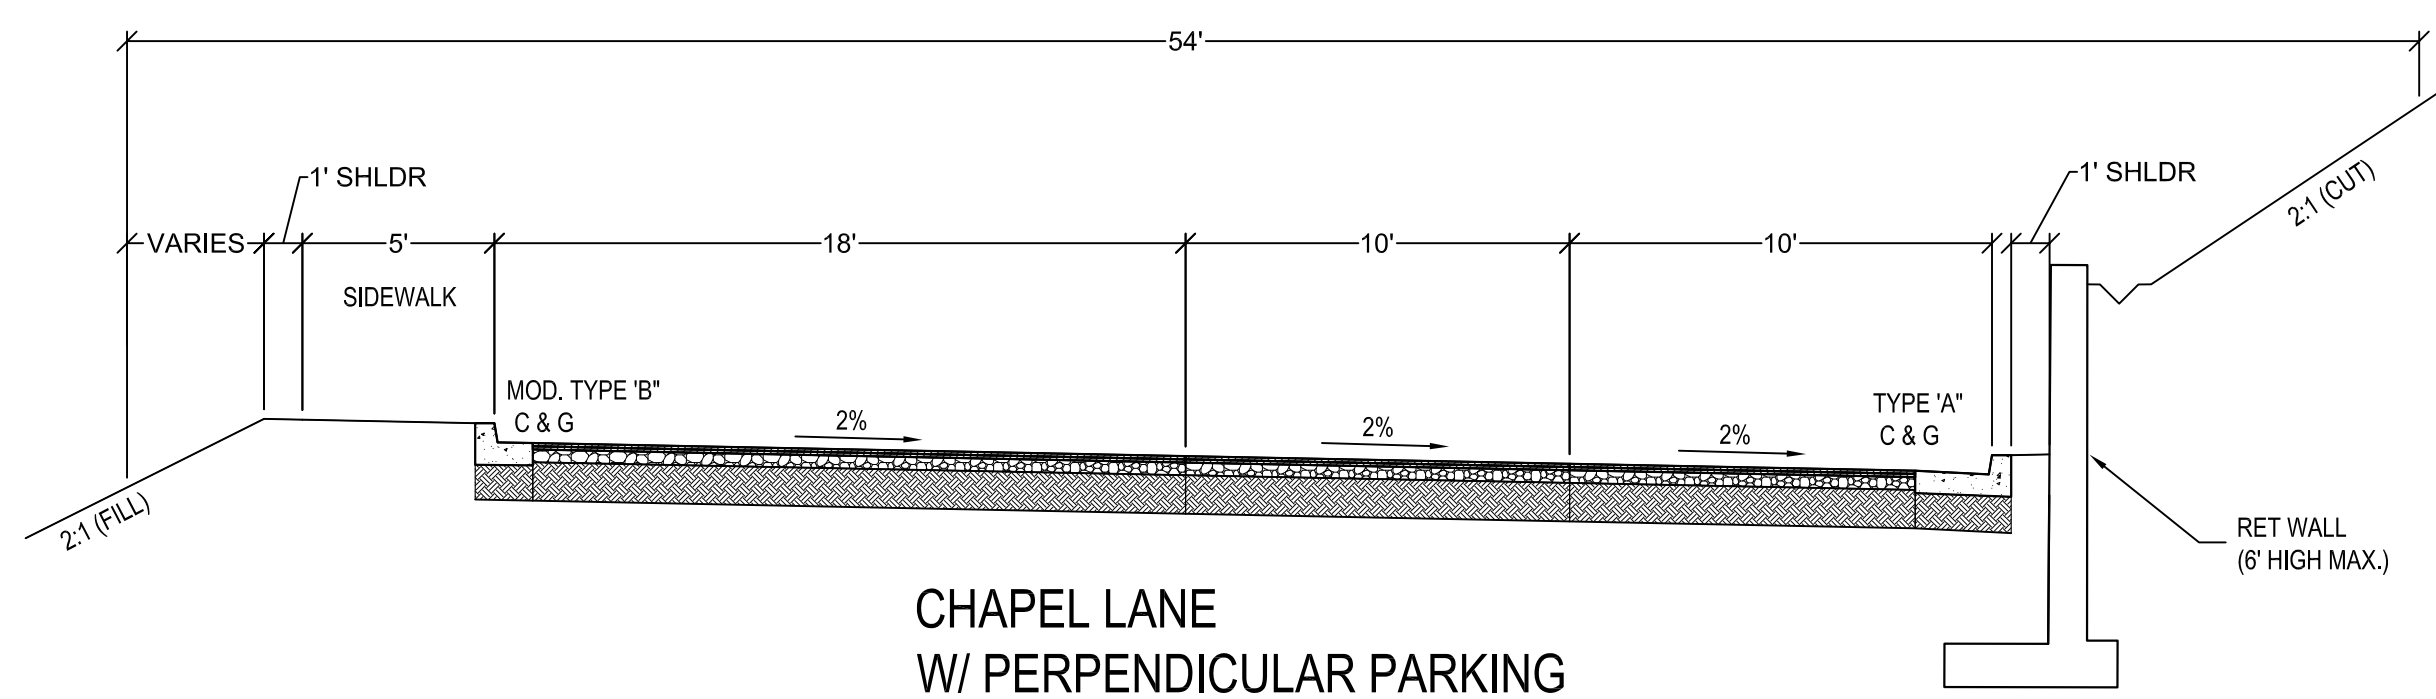 54'
1' SHLDR
1' SHLDR
2:1 (CUT)
VARIES
5'
18'
10'
10'
SIDEWALK
MOD. TYPE 'B"
C & G
2%
2%
2%
TYPE 'A"
C & G
2:1 (FILL)
RET WALL
(6' HIGH MAX.)
CHAPEL LANE
W/ PERPENDICULAR PARKING